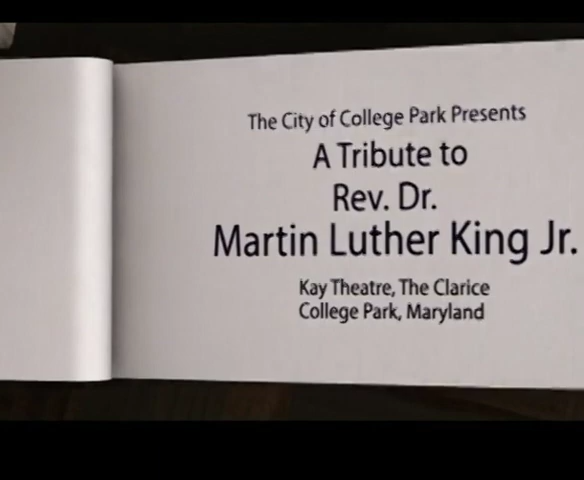 The City of College Park Presents
A Tribute to
Rev. Dr.
Martin Luther King Jr.
Kay Theatre, The Clarice
College Park, Maryland